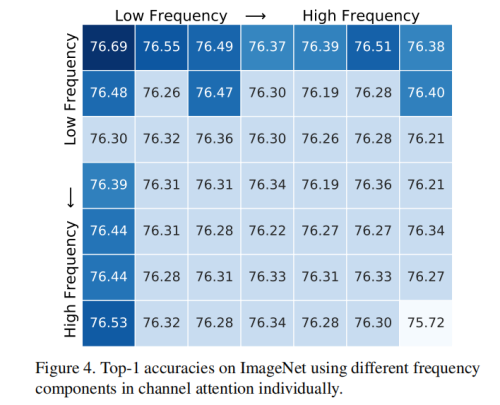 Low Frequency ⟶ High Frequency
Low Frequency ⟶ High Frequency
76.69 76.55 76.49 76.37 76.39 76.51 76.38
76.48 76.26 76.47 76.30 76.19 76.28 76.40
76.30 76.32 76.36 76.30 76.26 76.28 76.21
76.39 76.31 76.31 76.34 76.19 76.36 76.21
76.44 76.31 76.28 76.22 76.27 76.27 76.34
76.44 76.28 76.31 76.33 76.31 76.33 76.27
76.53 76.32 76.28 76.34 76.28 76.30 75.72
Figure 4. Top-1 accuracies on ImageNet using different frequency
components in channel attention individually.